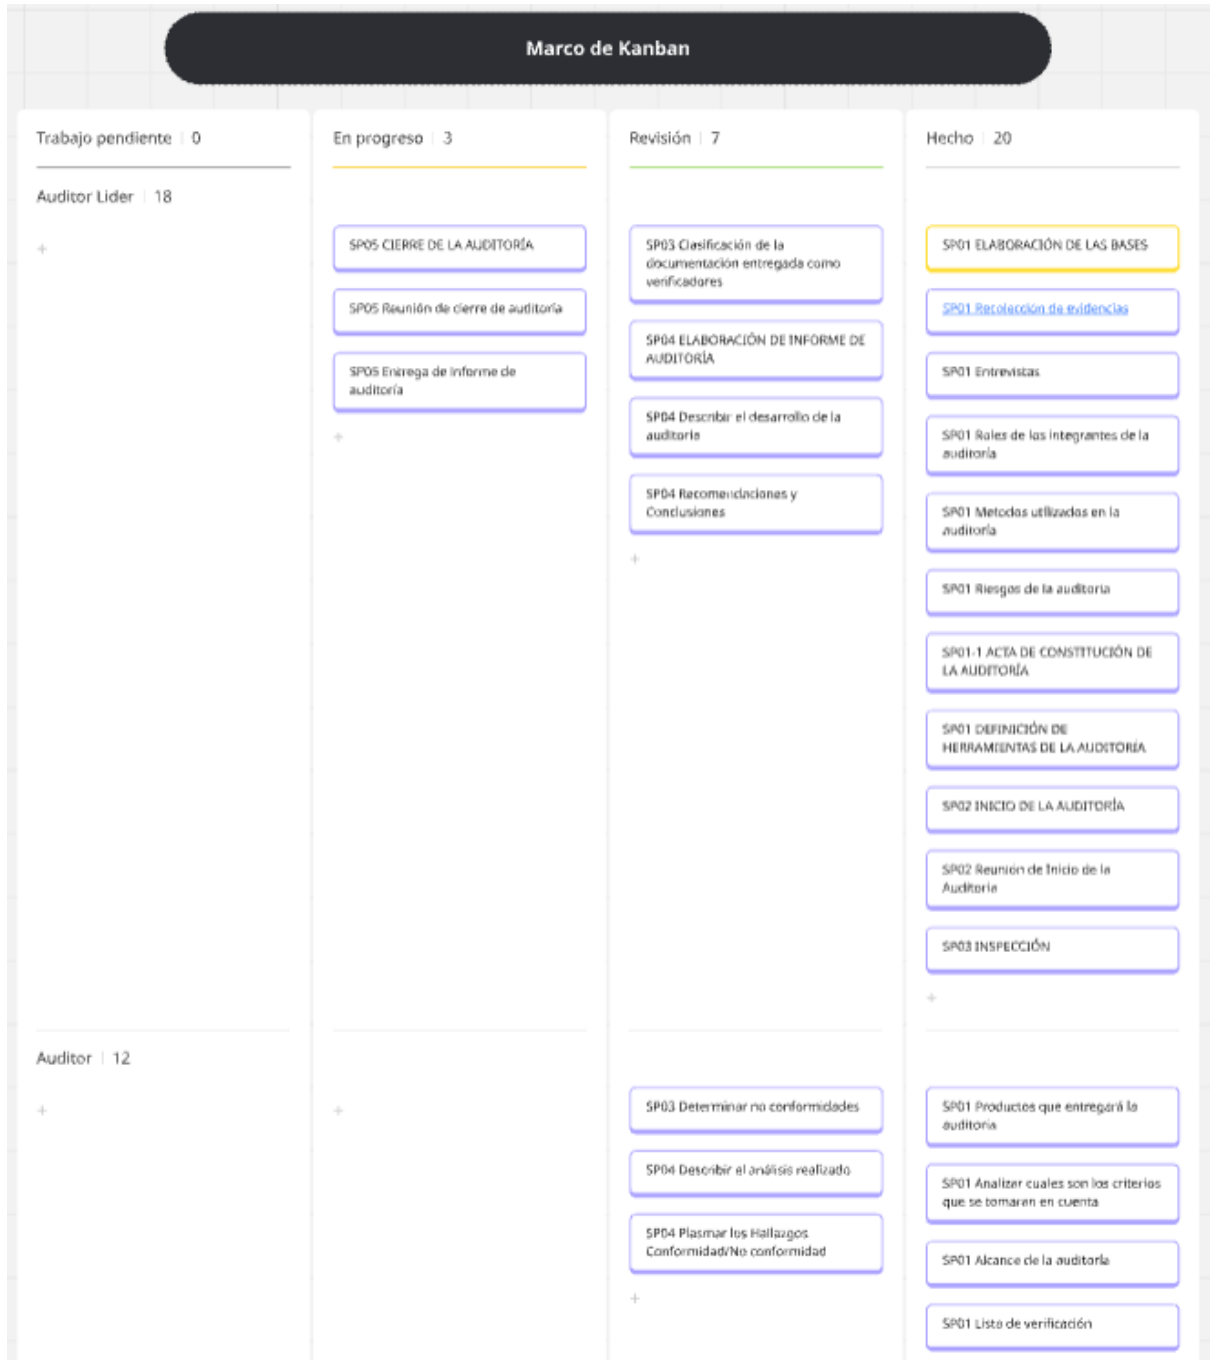 Marco de Kanban
Trabajo pendiente | 0
En progreso | 3
Revisión | 7
Hecho | 20
Auditor Lider | 18
+
SP05 CIERRE DE LA AUDITORÍA
SP05 Reunión de cierre de auditoria
SP05 Entrega de informe de
auditoría
+
SP03 Clasificación de la
documentación entregada como
verificadores
SP04 ELABORACIÓN DE INFORME DE
AUDITORÍA
SP04 Describir el desarrollo de la
auditoria
SP04 Recomendaciones y
Conclusiones
+
SP01 ELABORACIÓN DE LAS BASES
SP01 Recolección de evidencias
SP01 Entrevistas
SP01 Roles de los integrantes de la
auditoría
SP01 Metodos utilizados en la
auditoría
SP01 Riesgos de la auditoria
SP01-1 ACTA DE CONSTITUCIÓN DE
LA AUDITORÍA
SP01 DEFINICIÓN DE
HERRAMIENTAS DE LA AUDITORÍA
SP02 INICIO DE LA AUDITORÍA
SP02 Reunión de Inicio de la
Auditoria
SP03 INSPECCIÓN
+
Auditor | 12
+
+
SP03 Determinar no conformidades
SP04 Describir el análisis realizado
SP04 Plasmar los Hallazgos
Conformidad/No conformidad
+
SP01 Productos que entregará la
auditoria
SP01 Analizar cuales son los criterios
que se tomaran en cuenta
SP01 Alcance de la auditoría
SP01 Lista de verificación